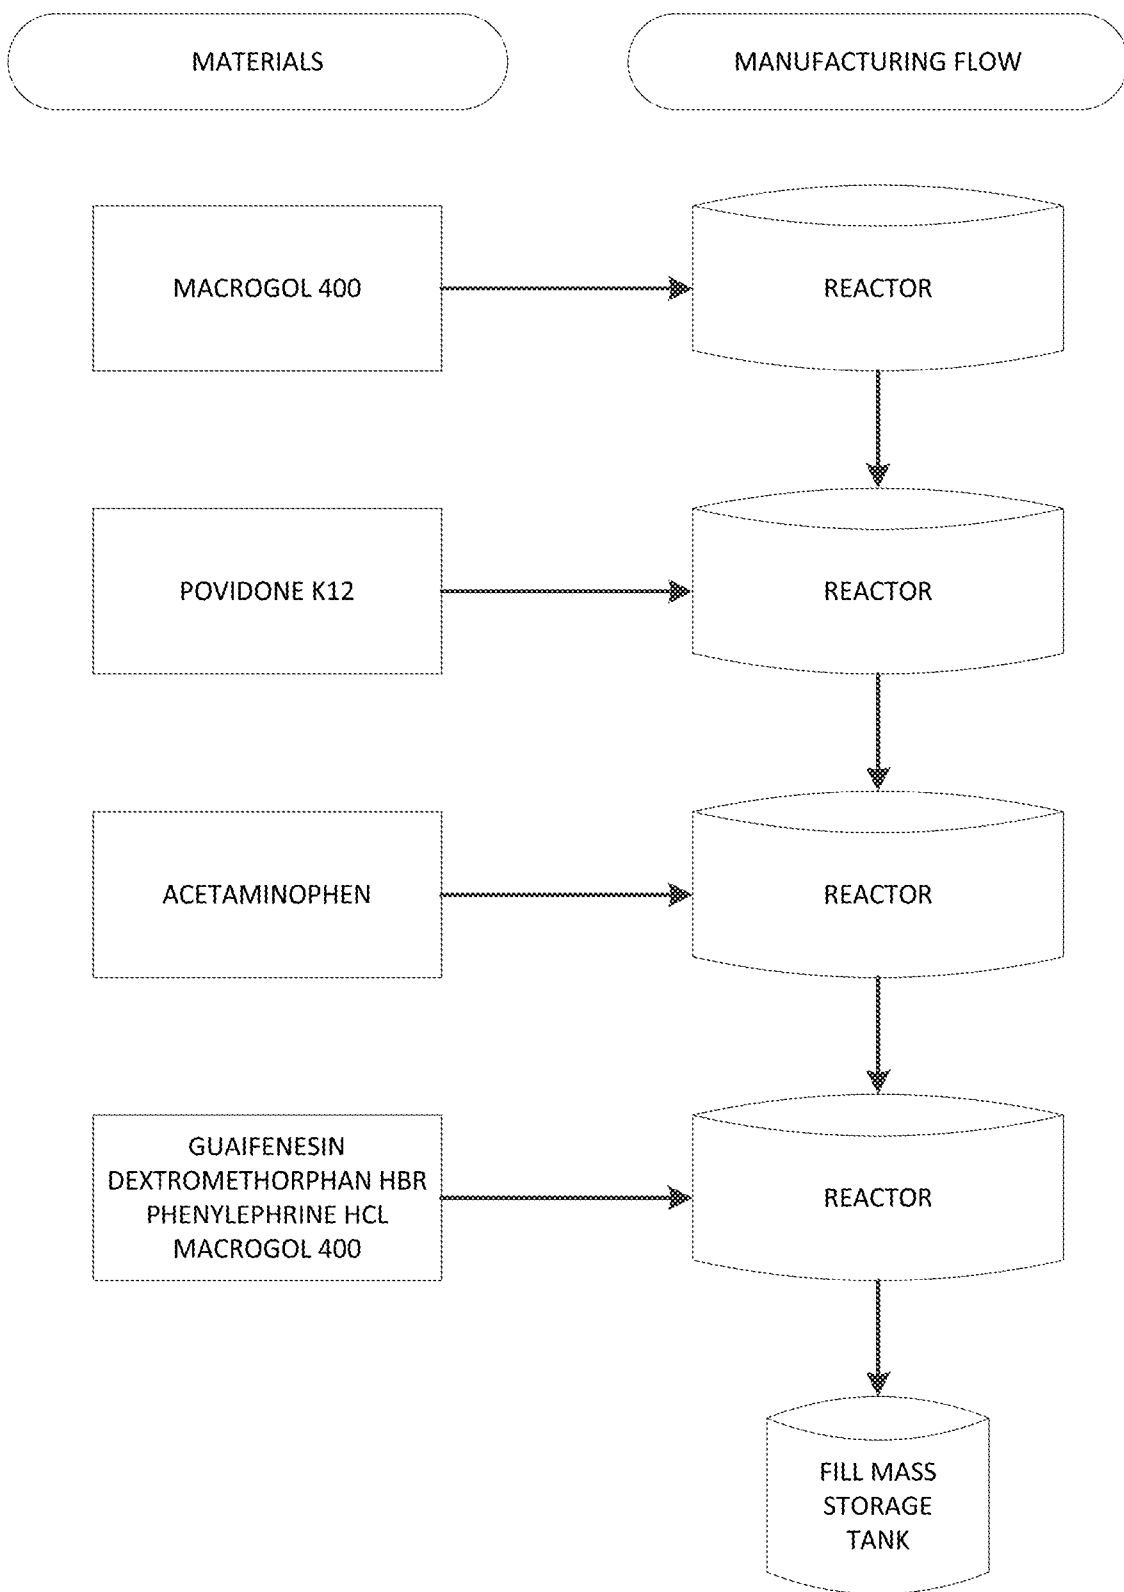 MATERIALS
MANUFACTURING FLOW
MACROGOL 400
REACTOR
POVIDONE K12
REACTOR
ACETAMINOPHEN
REACTOR
GUAIFENESIN
DEXTROMETHORPHAN HBR
PHENYLEPHRINE HCL
MACROGOL 400
REACTOR
FILL MASS
STORAGE
TANK